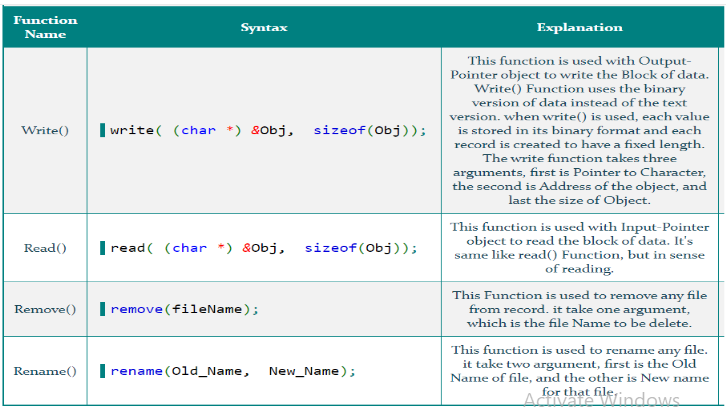 Function Name
Syntax
Explanation
Write()
write( (char *) &Obj, sizeof(Obj));
This function is used with Output-
Pointer object to write the Block of data.
Write() Function uses the binary
version of data instead of the text
version. when write() is used, each value
is stored in its binary format and each
record is created to have a fixed length.
The write function takes three
arguments, first is Pointer to Character,
the second is Address of the object, and
last the size of Object.
Read()
read( (char *) &Obj, sizeof(Obj));
This function is used with Input-Pointer
object to read the block of data. It's
same like read() Function, but in sense
of reading.
Remove()
remove(fileName);
This Function is used to remove any file
from record. it take one argument,
which is the file Name to be delete.
Rename()
rename(Old_Name, New_Name);
This function is used to rename any file.
it take two argument, first is the Old
Name of file, and the other is New name
for that file.
Activate Windows